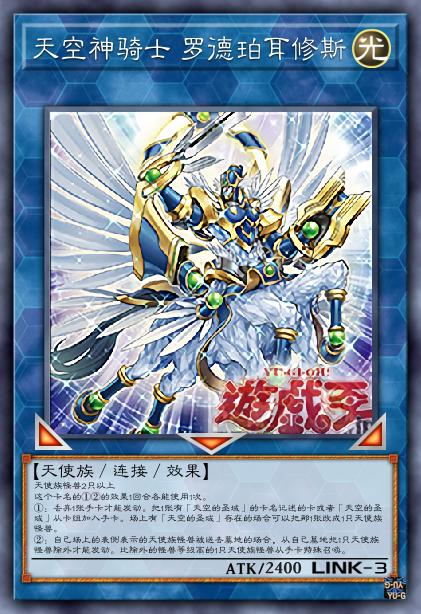 天空神骑士 罗德珀耳修斯
光
YU-GI-OH!
遊戯王
【天使族／连接／效果】
天使族怪兽2只以上
这个卡名的①②的效果1回合各能使用1次。
①：丢弃1张手卡才能发动。把1张有「天空的圣域」的卡名记述的卡或者「天空的圣
域」从卡组加入手卡。场上有「天空的圣域」存在的场合可以把那1张改成1只天使族
怪兽。
②：自己场上的表侧表示的天使族怪兽被送去墓地的场合，从自己墓地把1只天使族
怪兽除外才能发动。比除外的怪兽等级高的1只天使族怪兽从手卡特殊召唤。
ATK/2400 LINK-3